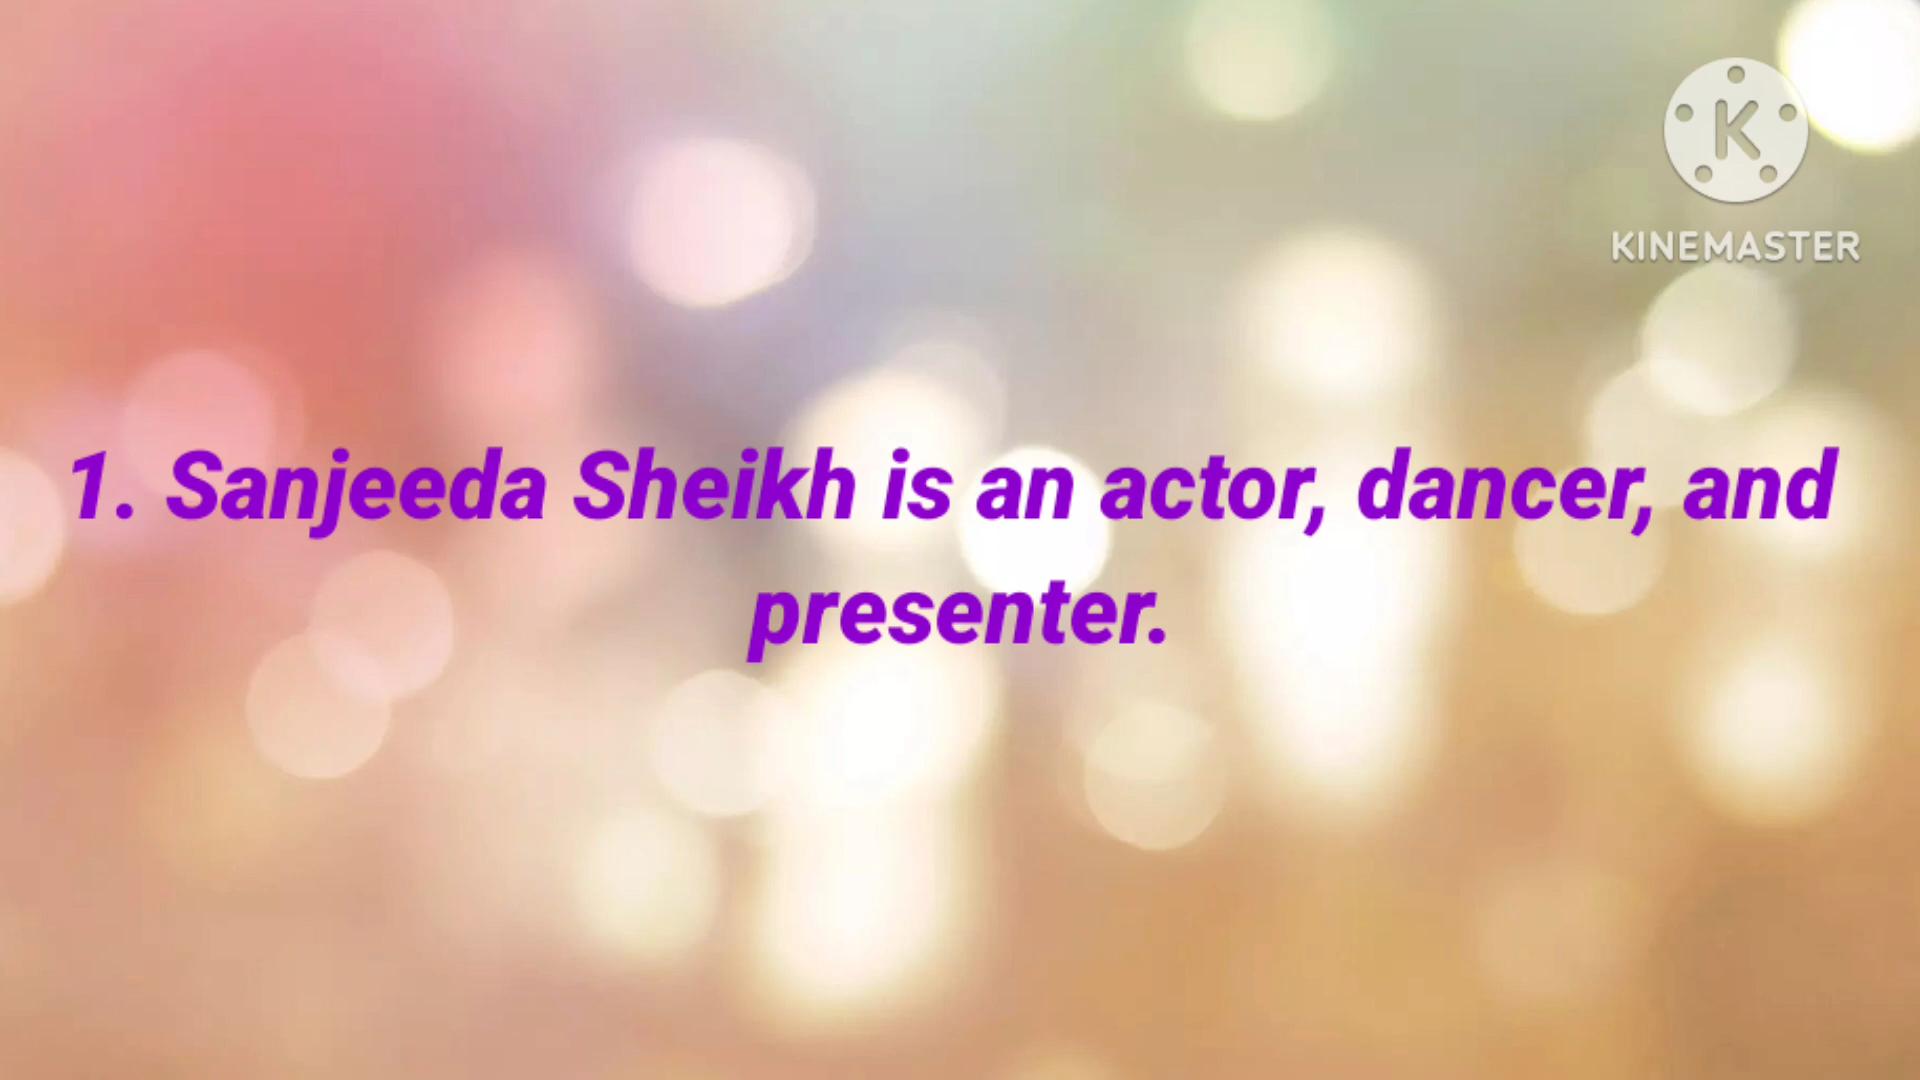 K
KINEMASTER
1. Sanjeeda Sheikh is an actor, dancer, and
presenter.